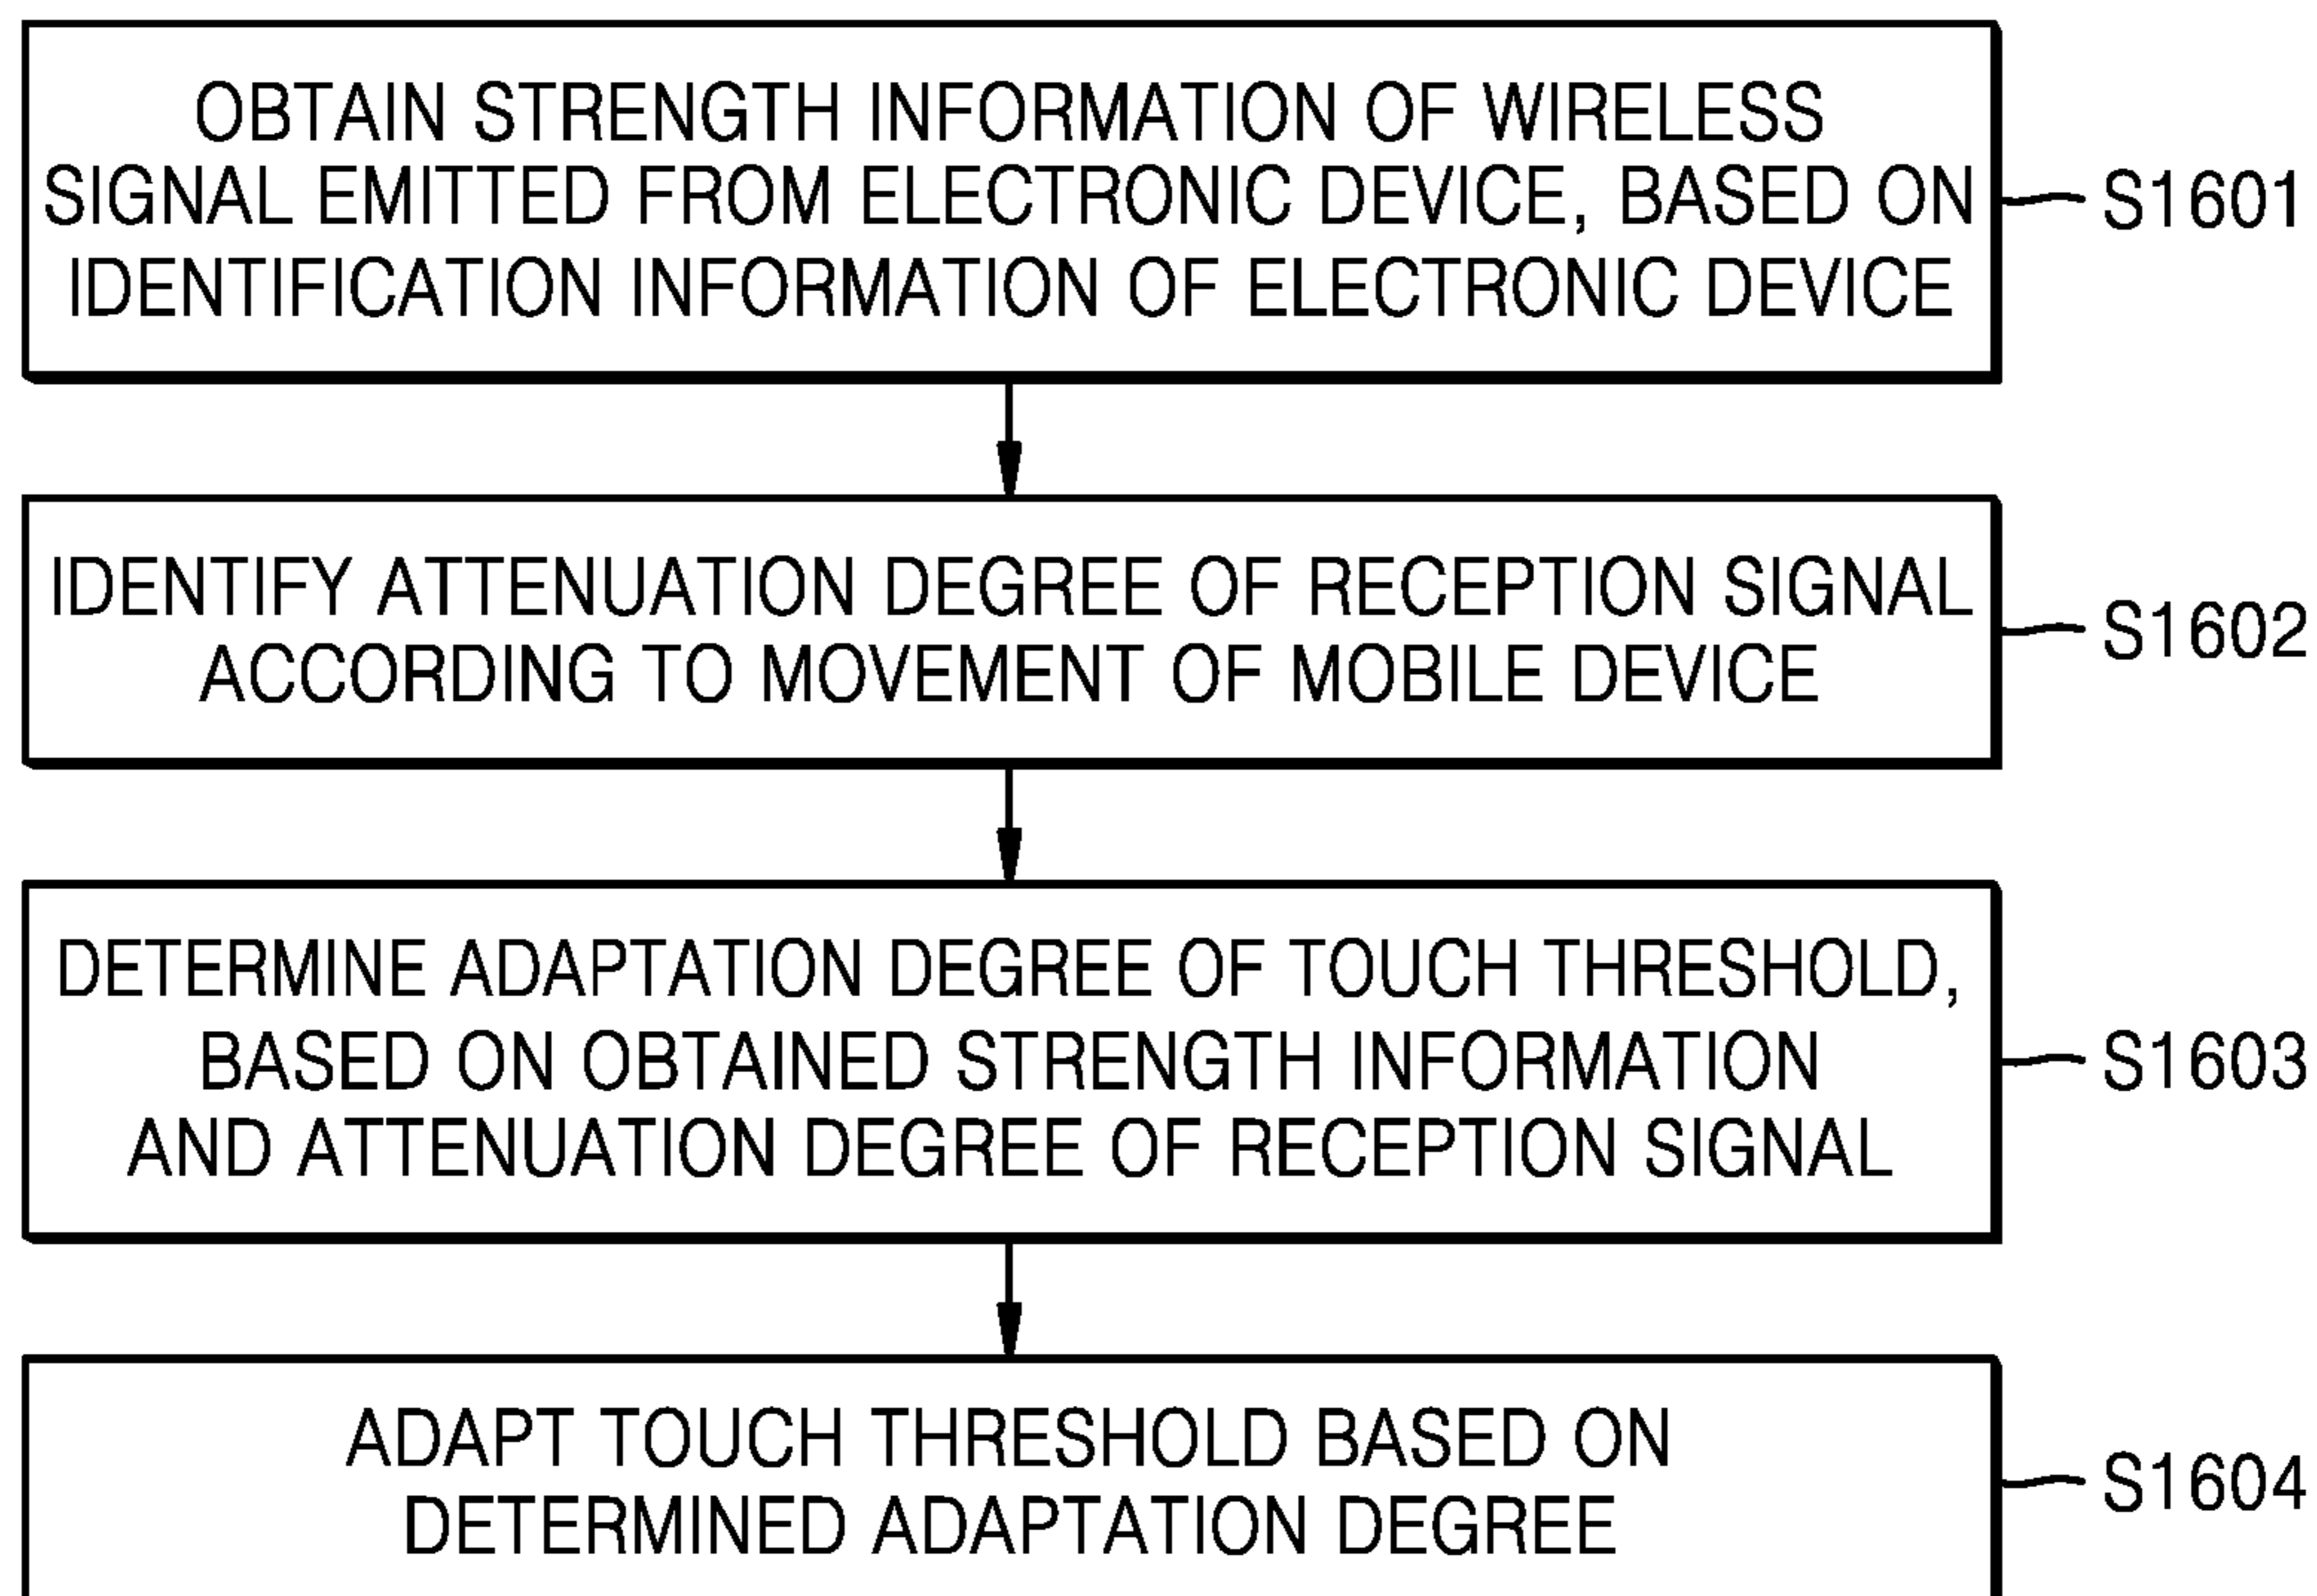 OBTAIN STRENGTH INFORMATION OF WIRELESS
SIGNAL EMITTED FROM ELECTRONIC DEVICE, BASED ON
IDENTIFICATION INFORMATION OF ELECTRONIC DEVICE
S1601
IDENTIFY ATTENUATION DEGREE OF RECEPTION SIGNAL
ACCORDING TO MOVEMENT OF MOBILE DEVICE
S1602
DETERMINE ADAPTATION DEGREE OF TOUCH THRESHOLD,
BASED ON OBTAINED STRENGTH INFORMATION
AND ATTENUATION DEGREE OF RECEPTION SIGNAL
S1603
ADAPT TOUCH THRESHOLD BASED ON
DETERMINED ADAPTATION DEGREE
S1604